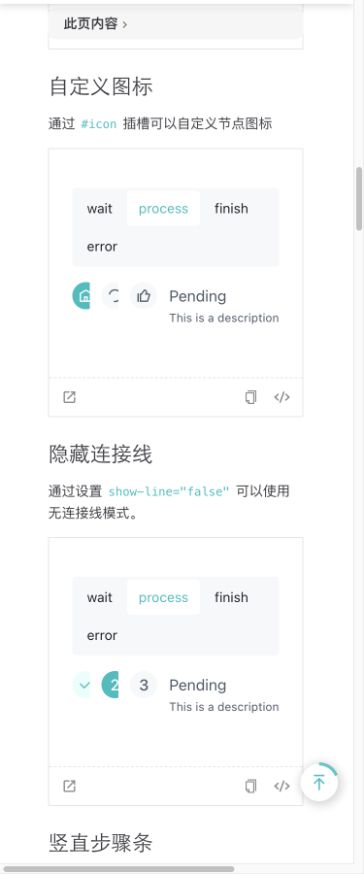 此页内容 >
自定义图标
通过 #icon 插槽可以自定义节点图标
wait process finish
error
Pending
This is a description
</>
隐藏连接线
通过设置 show-line="false" 可以使用
无连接线模式。
wait process finish
error
2 3 Pending
This is a description
</>
竖直步骤条